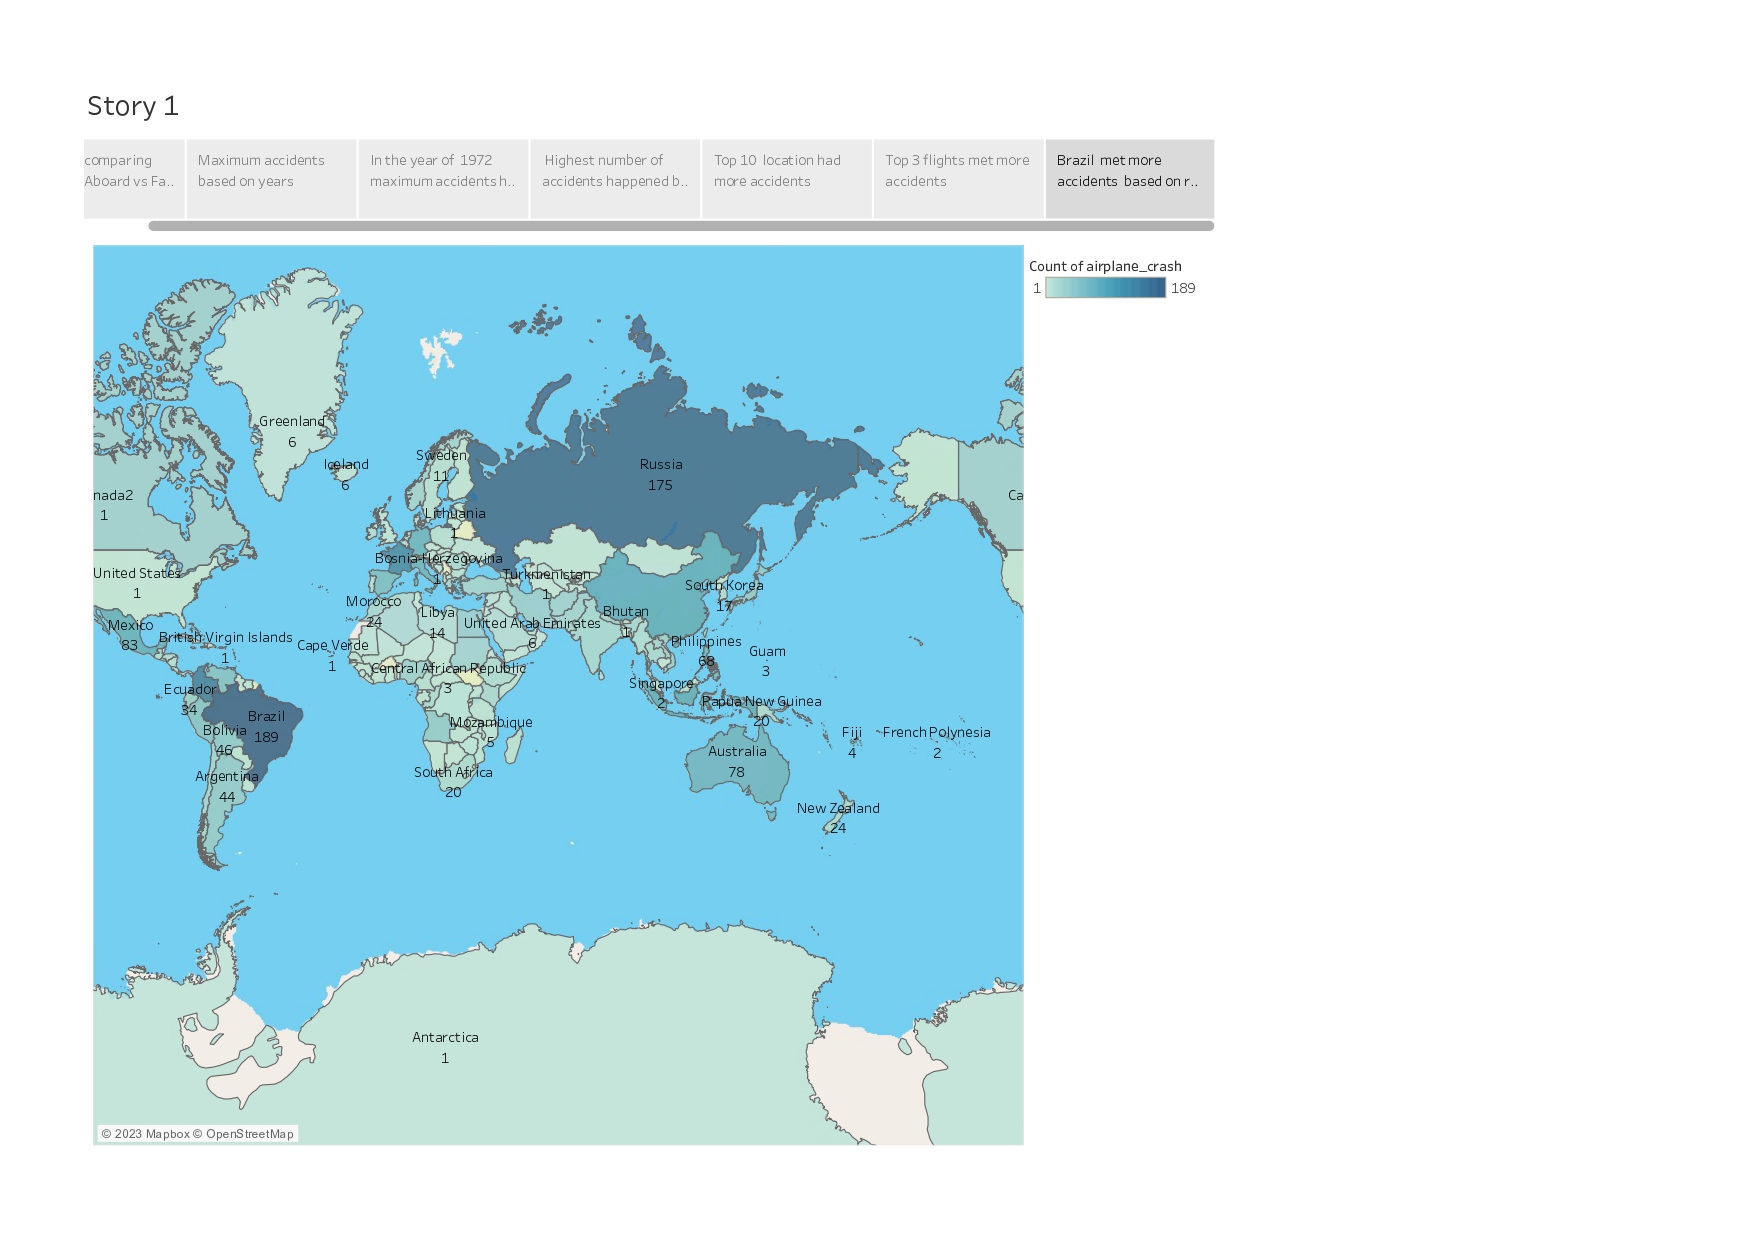 Story 1
comparing
Aboard vs Fa..
Maximum accidents
based on years
In the year of 1972
maximum accidents h..
Highest number of
accidents happened b..
Top 10 location had
more accidents
Top 3 flights met more
accidents
Brazil met more
accidents based on r..
Count of airplane_crash
1
189
Greenland
6
Iceland
6
Sweden
11
Russia
175
nada2
1
Ca
Lithuania
1
Bosnia-Herzegovina
1
United States
1
Turkmenistan
1
South Korea
17
Morocco
24
Libya
14
Bhutan
1
United Arab Emirates
6
Mexico
83
British Virgin Islands
1
Cape Verde
1
Philippines
68
Guam
3
Central African Republic
3
Singapore
2
Ecuador
34
Papua New Guinea
20
Brazil
189
Mozambique
5
Bolivia
46
Fiji
4
French Polynesia
2
Australia
78
Argentina
44
South Africa
20
New Zealand
24
Antarctica
1
© 2023 Mapbox © OpenStreetMap